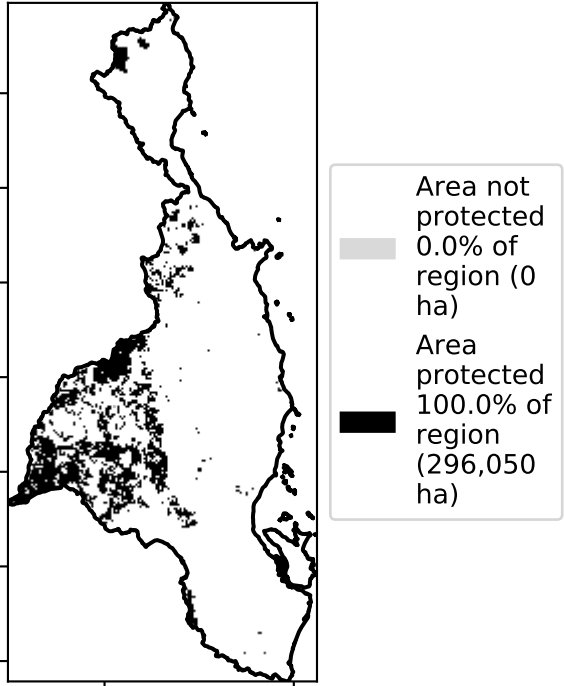 Area not
protected
0.0% of
region (0
ha)
Area
protected
100.0% of
region
(296,050
ha)